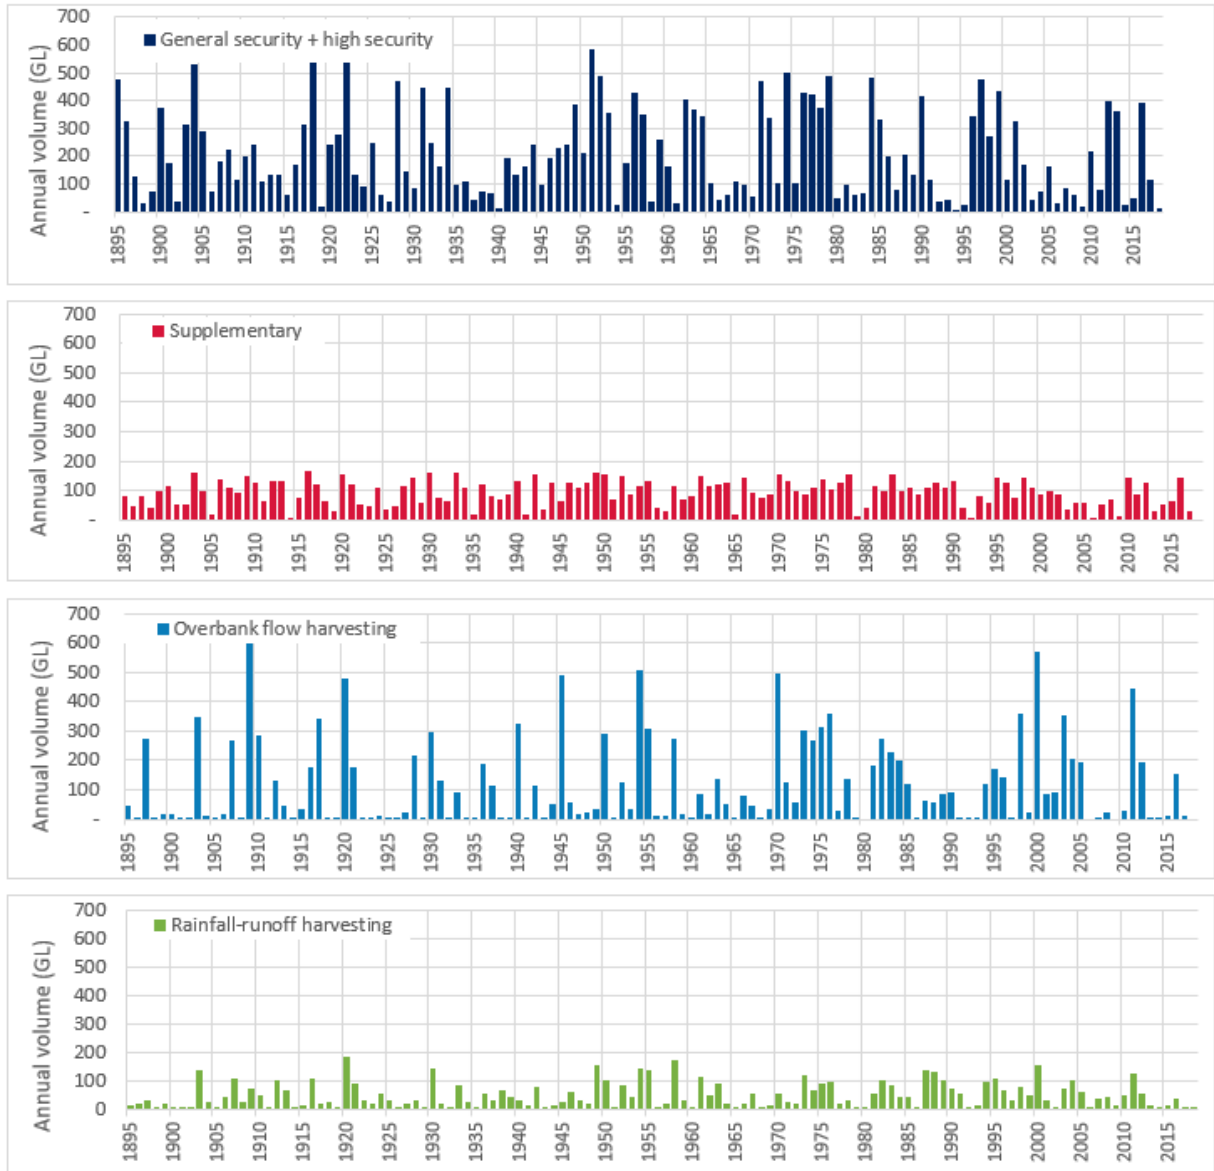 700
General security + high security
600
500
400
300
200
100
-
Annual volume (GL)
1895 1900 1905 1910 1915 1920 1925 1930 1935 1940 1945 1950 1955 1960 1965 1970 1975 1980 1985 1990 1995 2000 2005 2010 2015
700
Supplementary
600
500
400
300
200
100
-
Annual volume (GL)
1895 1900 1905 1910 1915 1920 1925 1930 1935 1940 1945 1950 1955 1960 1965 1970 1975 1980 1985 1990 1995 2000 2005 2010 2015
700
Overbank flow harvesting
600
500
400
300
200
100
-
Annual volume (GL)
1895 1900 1905 1910 1915 1920 1925 1930 1935 1940 1945 1950 1955 1960 1965 1970 1975 1980 1985 1990 1995 2000 2005 2010 2015
700
Rainfall-runoff harvesting
600
500
400
300
200
100
0
Annual volume (GL)
1895 1900 1905 1910 1915 1920 1925 1930 1935 1940 1945 1950 1955 1960 1965 1970 1975 1980 1985 1990 1995 2000 2005 2010 2015